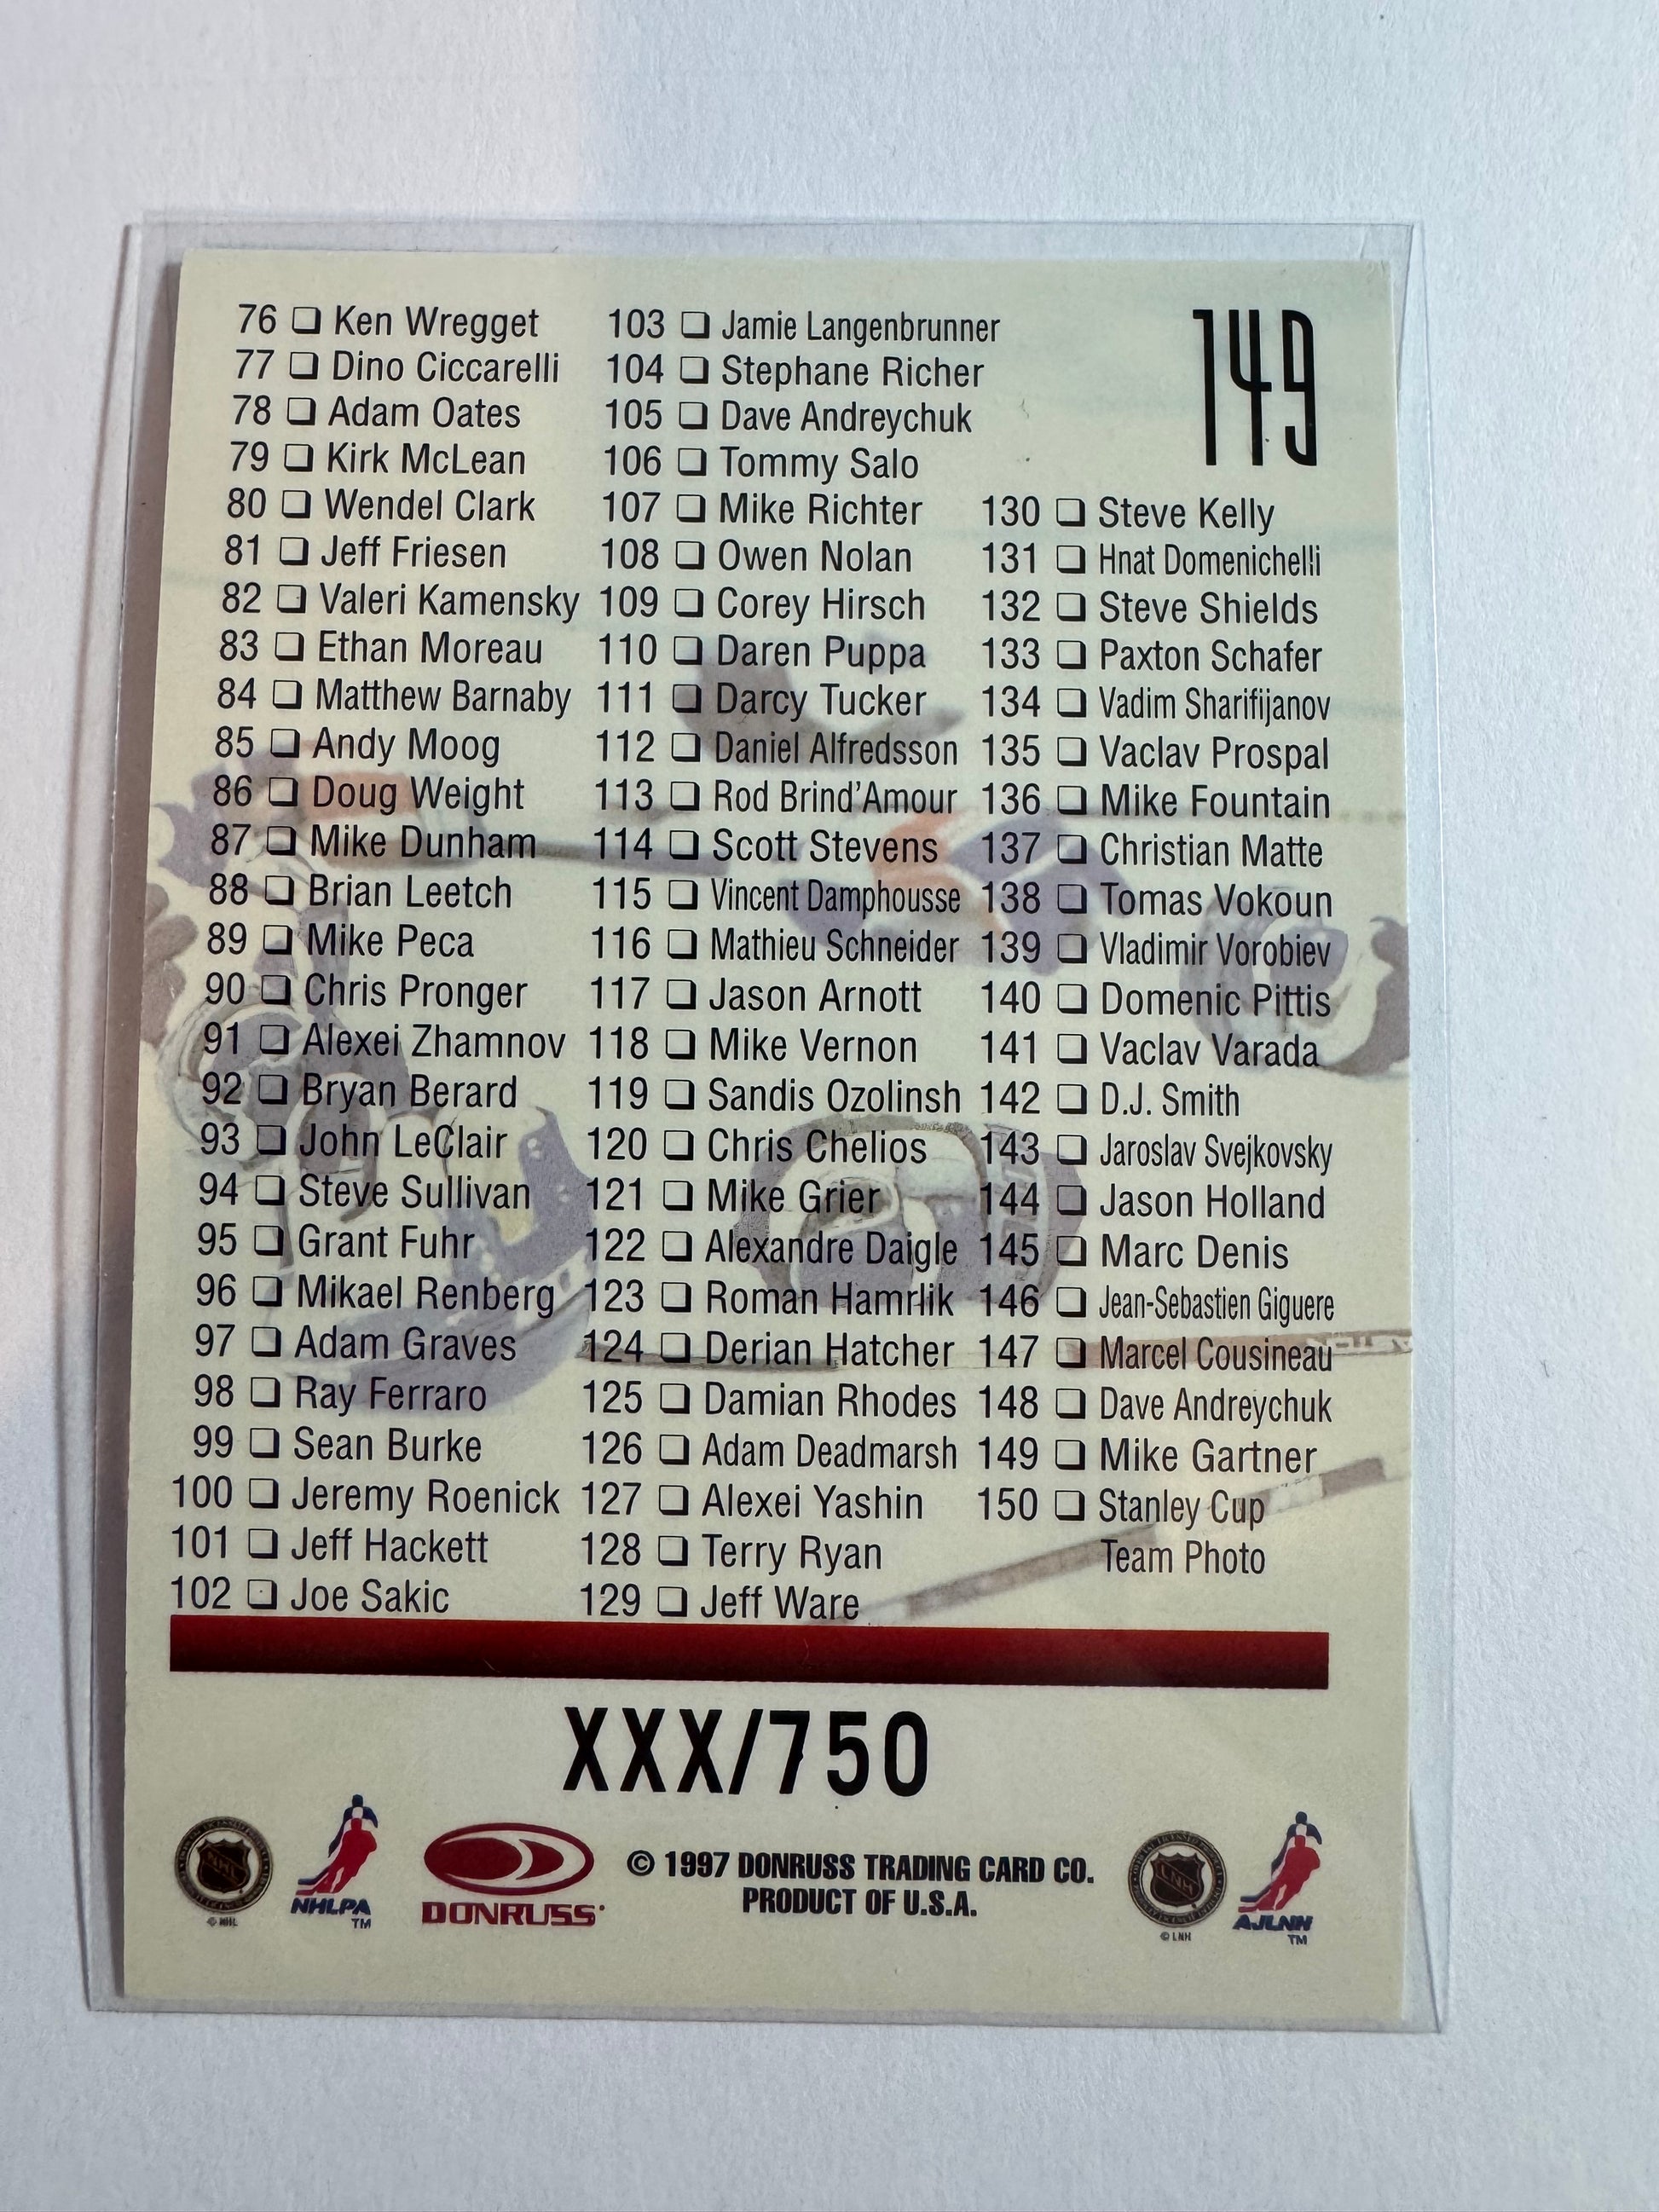 149
76 ❏ Ken Wregget
77 ❏ Dino Ciccarelli
78 ❏ Adam Oates
79 ❏ Kirk McLean
80 ❏ Wendel Clark
81 ❏ Jeff Friesen
82 ❏ Valeri Kamensky
83 ❏ Ethan Moreau
84 ❏ Matthew Barnaby
85 ❏ Andy Moog
86 ❏ Doug Weight
87 ❏ Mike Dunham
88 ❏ Brian Leetch
89 ❏ Mike Peca
90 ❏ Chris Pronger
91 ❏ Alexei Zhamnov
92 ❏ Bryan Berard
93 ❏ John LeClair
94 ❏ Steve Sullivan
95 ❏ Grant Fuhr
96 ❏ Mikael Renberg
97 ❏ Adam Graves
98 ❏ Ray Ferraro
99 ❏ Sean Burke
100 ❏ Jeremy Roenick
101 ❏ Jeff Hackett
102 ❏ Joe Sakic
103 ❏ Jamie Langenbrunner
104 ❏ Stephane Richer
105 ❏ Dave Andreychuk
106 ❏ Tommy Salo
107 ❏ Mike Richter
108 ❏ Owen Nolan
109 ❏ Corey Hirsch
110 ❏ Daren Puppa
111 ❏ Darcy Tucker
112 ❏ Daniel Alfredsson
113 ❏ Rod Brind'Amour
114 ❏ Scott Stevens
115 ❏ Vincent Damphousse
116 ❏ Mathieu Schneider
117 ❏ Jason Arnott
118 ❏ Mike Vernon
119 ❏ Sandis Ozolinsh
120 ❏ Chris Chelios
121 ❏ Mike Grier
122 ❏ Alexandre Daigle
123 ❏ Roman Hamrlik
124 ❏ Derian Hatcher
125 ❏ Damian Rhodes
126 ❏ Adam Deadmarsh
127 ❏ Alexei Yashin
128 ❏ Terry Ryan
129 ❏ Jeff Ware
130 ❏ Steve Kelly
131 ❏ Hnat Domenichelli
132 ❏ Steve Shields
133 ❏ Paxton Schafer
134 ❏ Vadim Sharifijanov
135 ❏ Vaclav Prospal
136 ❏ Mike Fountain
137 ❏ Christian Matte
138 ❏ Tomas Vokoun
139 ❏ Vladimir Vorobiev
140 ❏ Domenic Pittis
141 ❏ Vaclav Varada
142 ❏ D.J. Smith
143 ❏ Jaroslav Svejkovsky
144 ❏ Jason Holland
145 ❏ Marc Denis
146 ❏ Jean-Sebastien Giguere
147 ❏ Marcel Cousineau
148 ❏ Dave Andreychuk
149 ❏ Mike Gartner
150 ❏ Stanley Cup
Team Photo
XXX/750
NHL
© NHL
NHLPA
TM
DONRUSS
© 1997 DONRUSS TRADING CARD CO.
PRODUCT OF U.S.A.
LNH
© LNH
AJLNH
TM